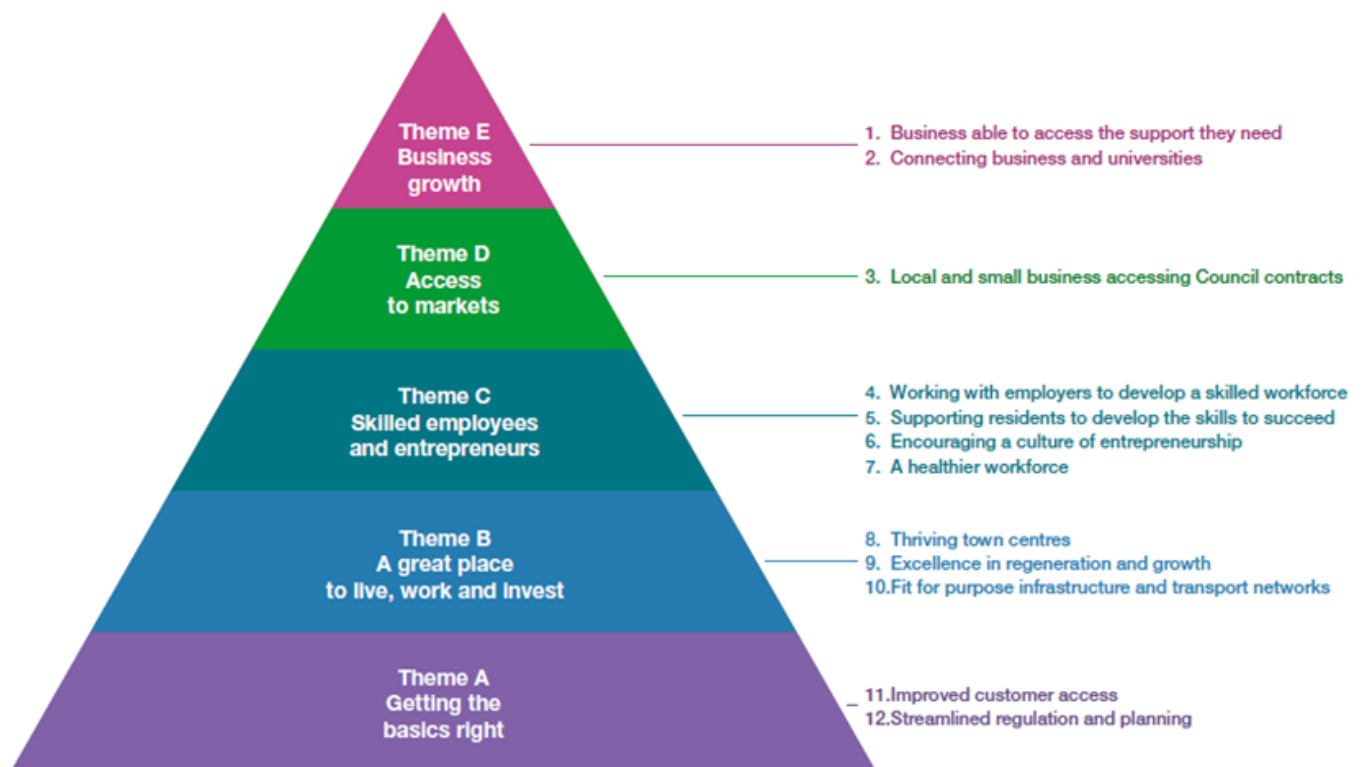 Theme E
Business
growth
1. Business able to access the support they need
2. Connecting business and universities
Theme D
Access
to markets
3. Local and small business accessing Council contracts
Theme C
Skilled employees
and entrepreneurs
4. Working with employers to develop a skilled workforce
5. Supporting residents to develop the skills to succeed
6. Encouraging a culture of entrepreneurship
7. A healthier workforce
Theme B
A great place
to live, work and invest
8. Thriving town centres
9. Excellence in regeneration and growth
10.Fit for purpose infrastructure and transport networks
Theme A
Getting the
basics right
11.Improved customer access
12.Streamlined regulation and planning